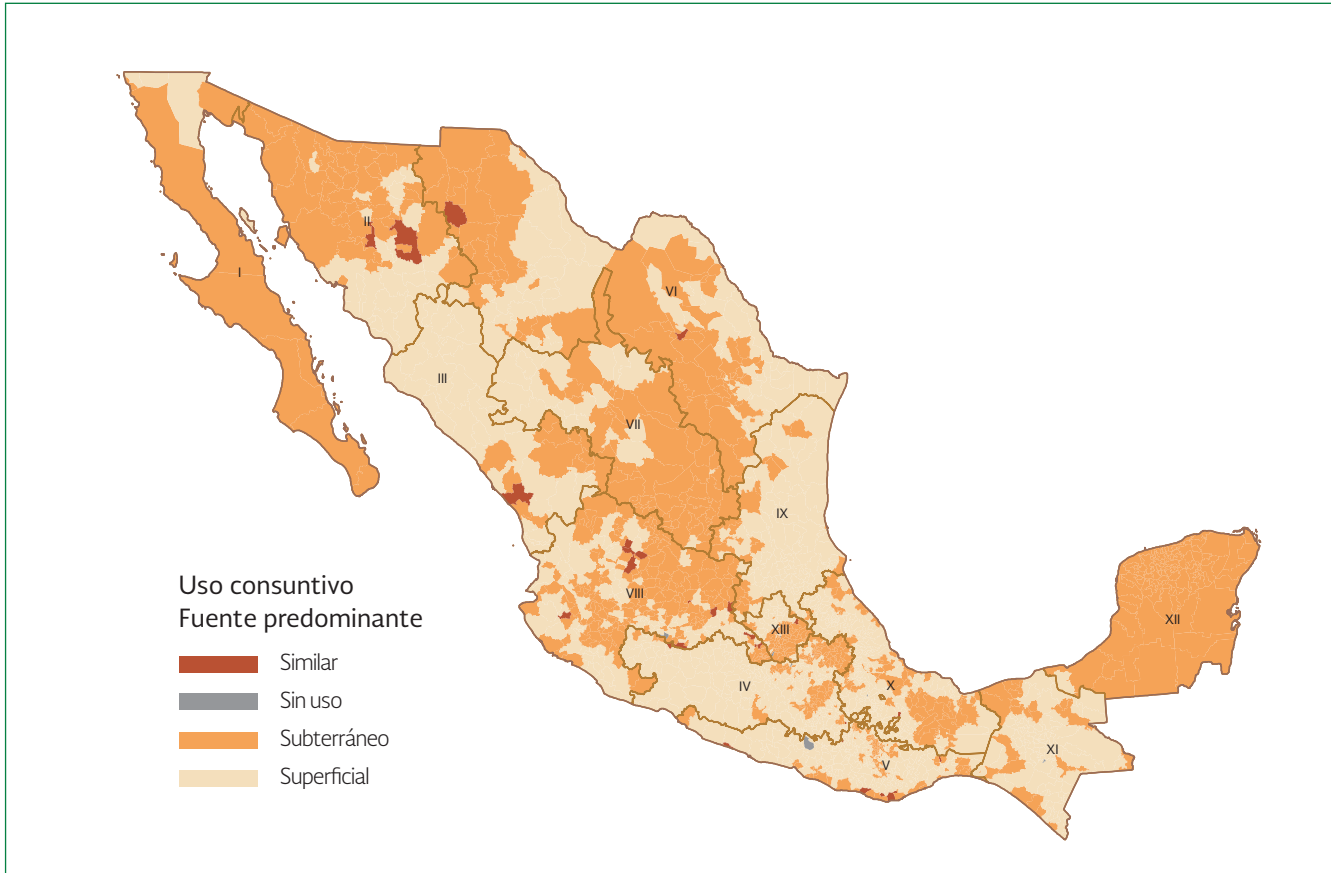 I
II
VI
III
VII
IX
VIII
XIII
XII
IV
X
XI
V
Uso consuntivo
Fuente predominante
Similar
Sin uso
Subterráneo
Superficial